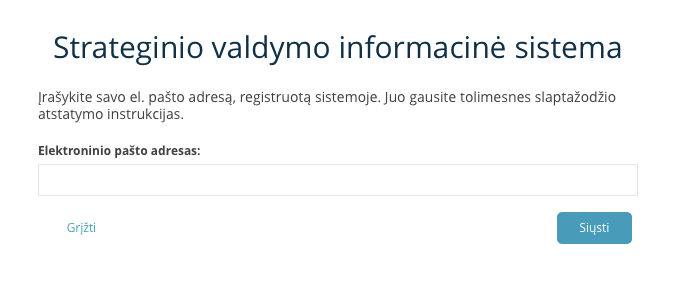 Strateginio valdymo informacinė sistema
Įrašykite savo el. pašto adresą, registruotą sistemoje. Juo gausite tolimesnes slaptažodžio
atstatymo instrukcijas.
Elektroninio pašto adresas:
Grįžti
Siųsti